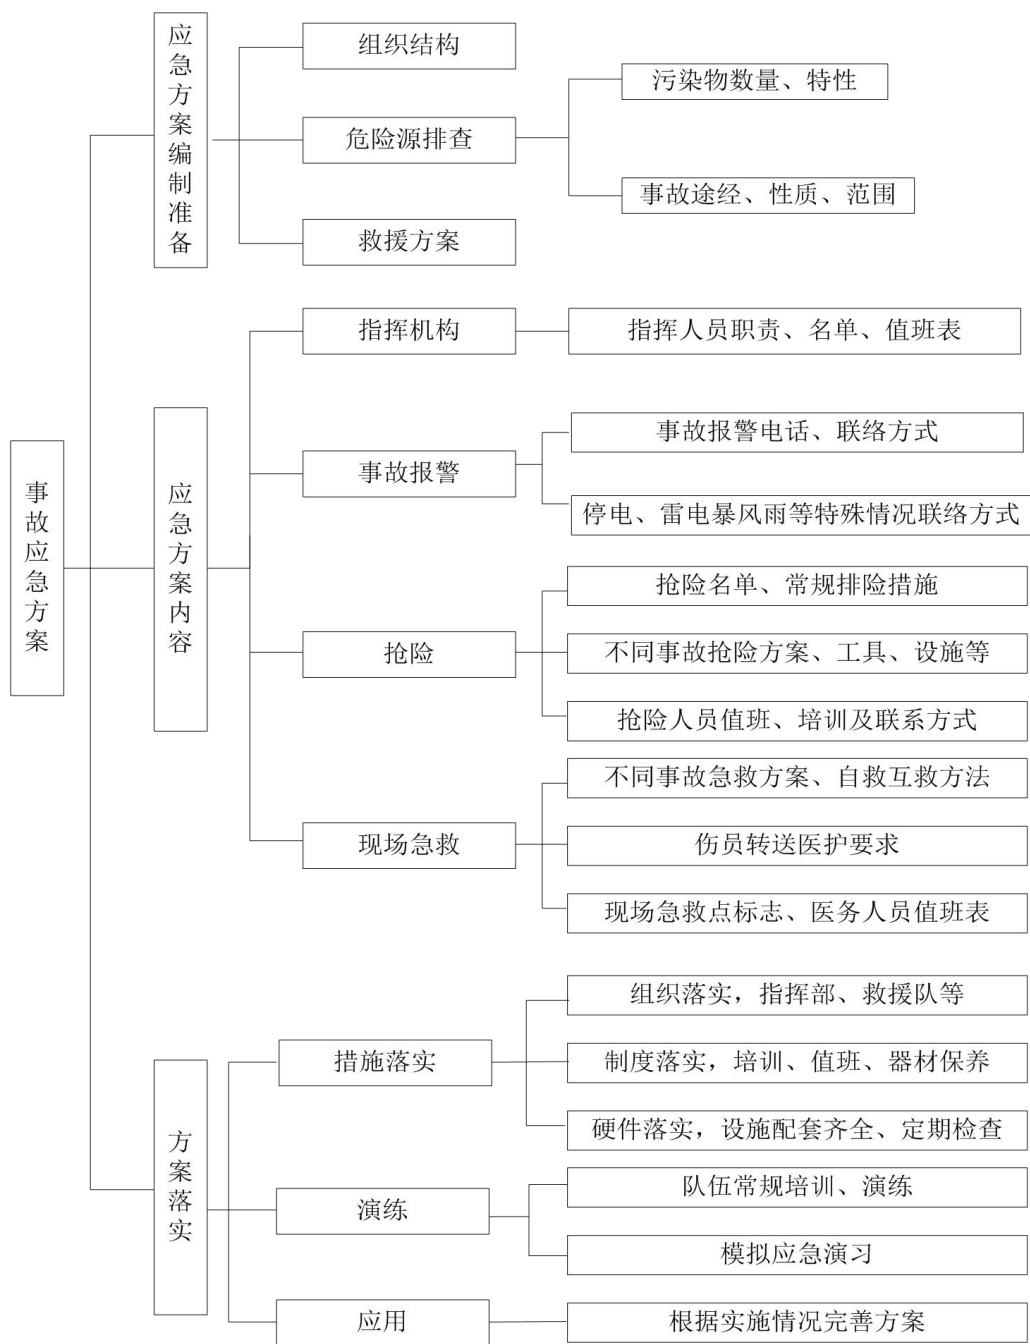 事故应急方案
应急方案编制准备
组织结构
危险源排查
污染物数量、特性
事故途经、性质、范围
救援方案
应急方案内容
指挥机构
指挥人员职责、名单、值班表
事故报警
事故报警电话、联络方式
停电、雷电暴风雨等特殊情况联络方式
抢险
抢险名单、常规排险措施
不同事故抢险方案、工具、设施等
抢险人员值班、培训及联系方式
现场急救
不同事故急救方案、自救互救方法
伤员转送医护要求
现场急救点标志、医务人员值班表
方案落实
措施落实
组织落实，指挥部、救援队等
制度落实，培训、值班、器材保养
硬件落实，设施配套齐全、定期检查
演练
队伍常规培训、演练
模拟应急演习
应用
根据实施情况完善方案